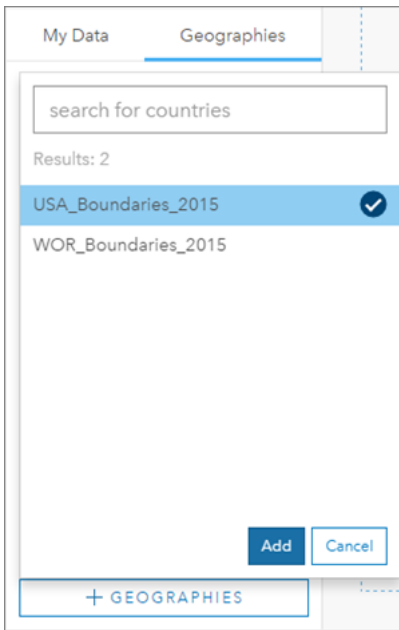 My Data Geographies
search for countries
Results: 2
USA_Boundaries_2015
WOR_Boundaries_2015
Add Cancel
+ GEOGRAPHIES